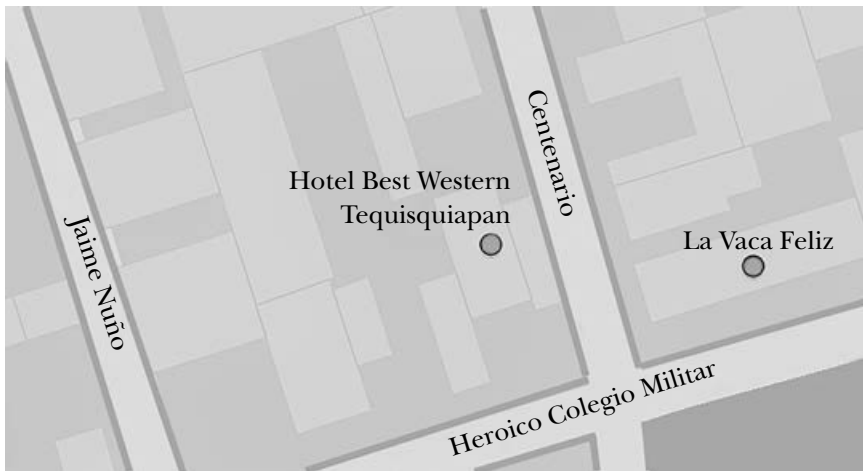 Centenario
Hotel Best Western
Tequisquiapan
La Vaca Feliz
Jaime Nuño
Heroico Colegio Militar